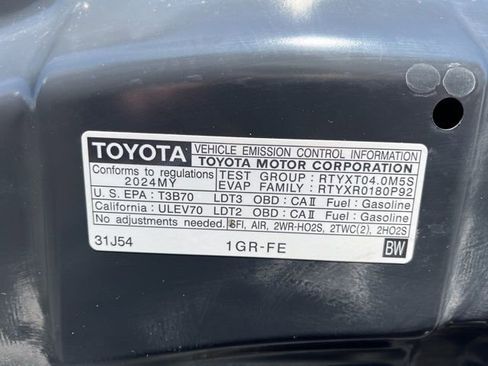 TOYOTA VEHICLE EMISSION CONTROL INFORMATION
TOYOTA MOTOR CORPORATION
Conforms to regulations TEST GROUP : RTYXT04.0M5S
2024MY EVAP FAMILY : RTYXR0180P92
U.S. EPA : T3B70 LDT3 OBD : CAⅡ Fuel : Gasoline
California : ULEV70 LDT2 OBD : CAⅡ Fuel : Gasoline
No adjustments needed. SFI, AIR, 2WR-HO2S, 2TWC(2), 2HO2S
31J54 1GR-FE BW